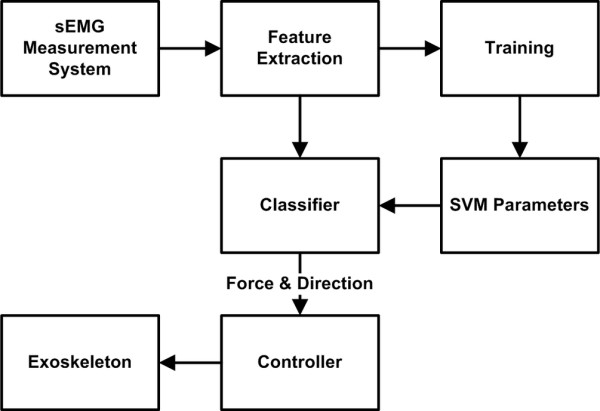 sEMG
Measurement
System
Feature
Extraction
Training
Classifier
SVM Parameters
Force & Direction
Exoskeleton
Controller